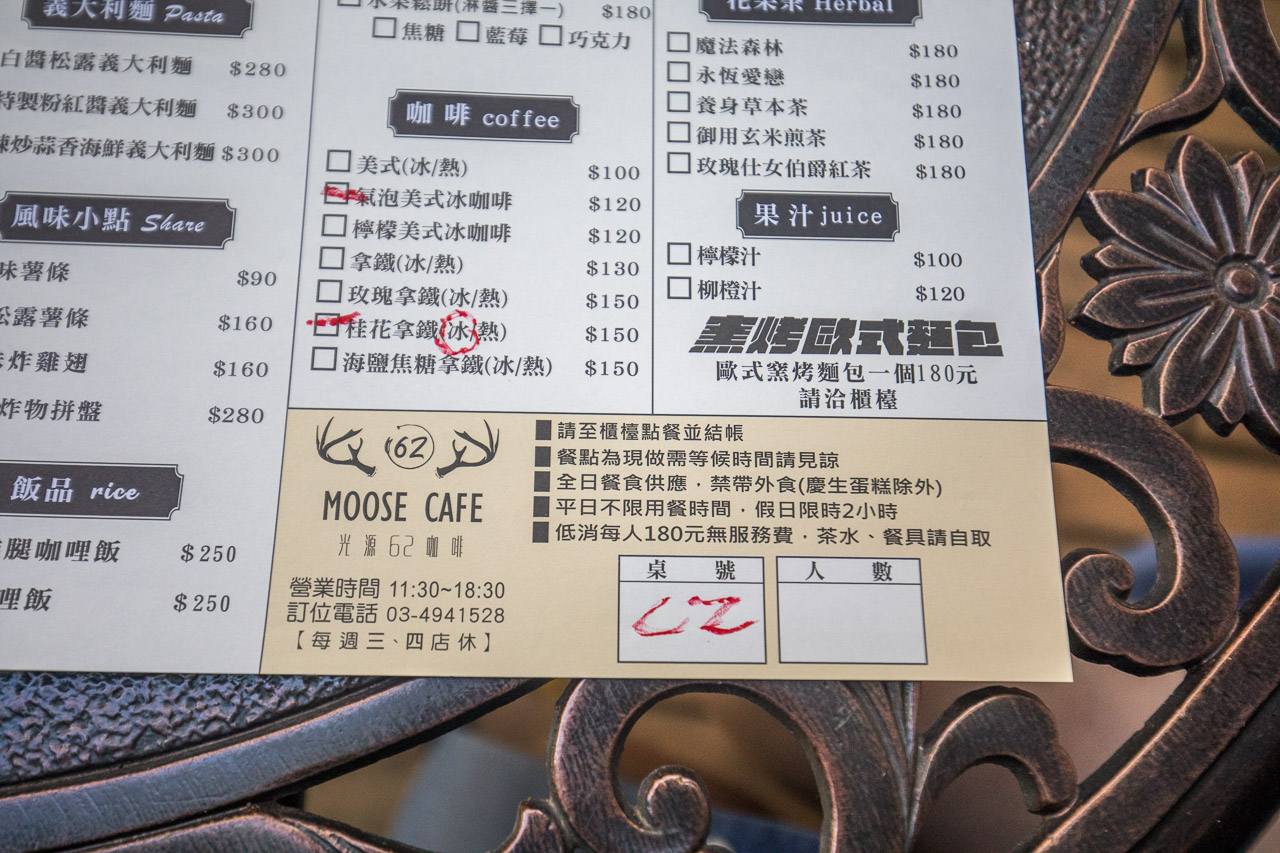 義大利麵 Pasta
白醬松露義大利麵 $280
特製粉紅醬義大利麵 $300
辣炒蒜香海鮮義大利麵 $300
風味小點 Share
味薯條 $90
松露薯條 $160
炸雞翅 $160
炸物拼盤 $280
飯品 rice
腿咖哩飯 $250
哩飯 $250
水果鬆餅(淋醬三擇一) $180
焦糖 藍莓 巧克力
咖啡 coffee
美式(冰/熱) $100
氣泡美式冰咖啡 $120
檸檬美式冰咖啡 $120
拿鐵(冰/熱) $130
玫瑰拿鐵(冰/熱) $150
桂花拿鐵(冰/熱) $150
海鹽焦糖拿鐵(冰/熱) $150
花果茶 Herbal
魔法森林 $180
永恆愛戀 $180
養身草本茶 $180
御用玄米煎茶 $180
玫瑰仕女伯爵紅茶 $180
果汁 juice
檸檬汁 $100
柳橙汁 $120
窯烤歐式麵包
歐式窯烤麵包一個180元
請洽櫃檯
62
MOOSE CAFE
光源62咖啡
營業時間 11:30~18:30
訂位電話 03-4941528
【每週三、四店休】
請至櫃檯點餐並結帳
餐點為現做需等候時間請見諒
全日餐食供應，禁帶外食(慶生蛋糕除外)
平日不限用餐時間，假日限時2小時
低消每人180元無服務費，茶水、餐具請自取
桌號 人數